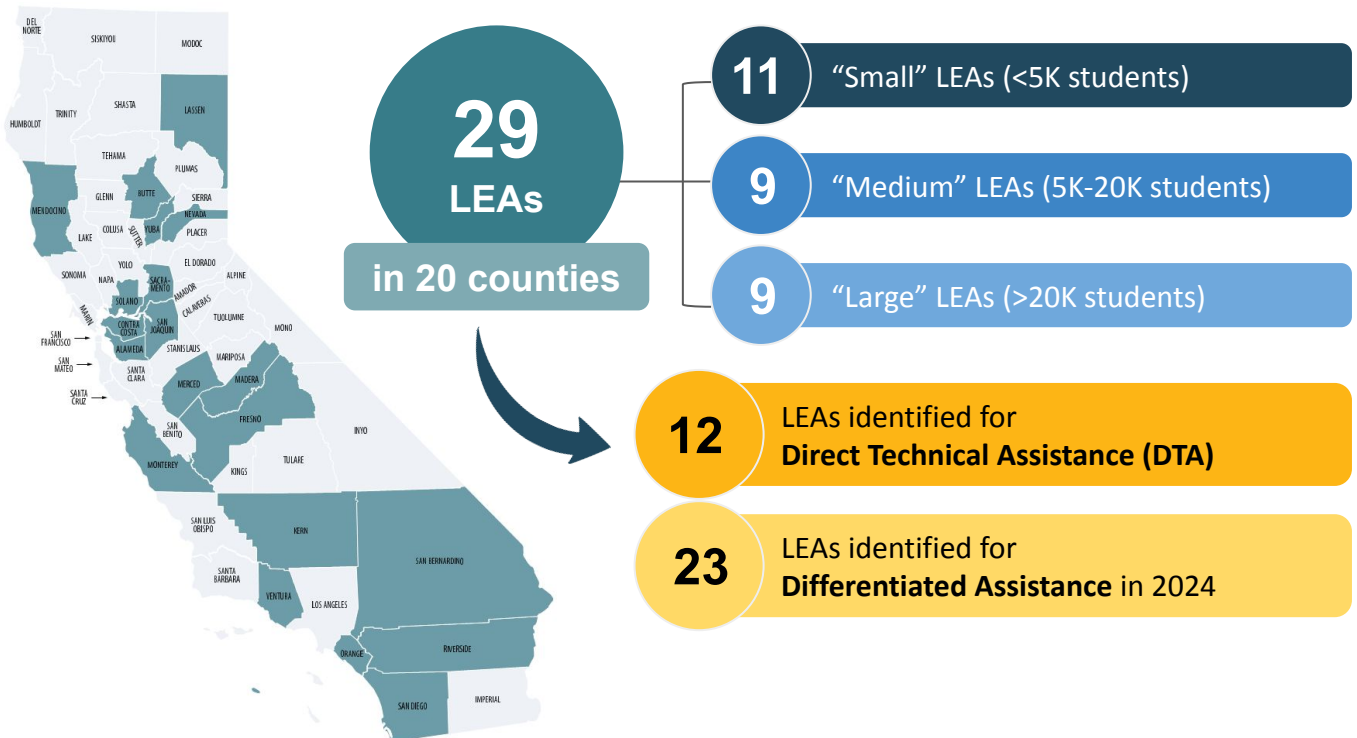 DEL
NORTE
SISKIYOU
MODOC
HUMBOLDT
TRINITY
SHASTA
LASSEN
TEHAMA
PLUMAS
MENDOCINO
GLENN
BUTTE
SIERRA
NEVADA
LAKE
COLUSA
SUTTER
YUBA
PLACER
SONOMA
NAPA
YOLO
EL DORADO
ALPINE
SACRA-
MENTO
AMADOR
SOLANO
CALAVERAS
MARIN
CONTRA
COSTA
SAN
JOAQUIN
TUOLUMNE
MONO
SAN
FRANCISCO
ALAMEDA
STANISLAUS
MARIPOSA
SAN
MATEO
SANTA
CLARA
MERCED
MADERA
SANTA
CRUZ
SAN
BENITO
FRESNO
INYO
MONTEREY
KINGS
TULARE
SAN LUIS
OBISPO
KERN
SAN BERNARDINO
SANTA
BARBARA
VENTURA
LOS ANGELES
ORANGE
RIVERSIDE
SAN DIEGO
IMPERIAL
29
LEAs
in 20 counties
11 “Small” LEAs (<5K students)
9 “Medium” LEAs (5K-20K students)
9 “Large” LEAs (>20K students)
12 LEAs identified for
Direct Technical Assistance (DTA)
23 LEAs identified for
Differentiated Assistance in 2024